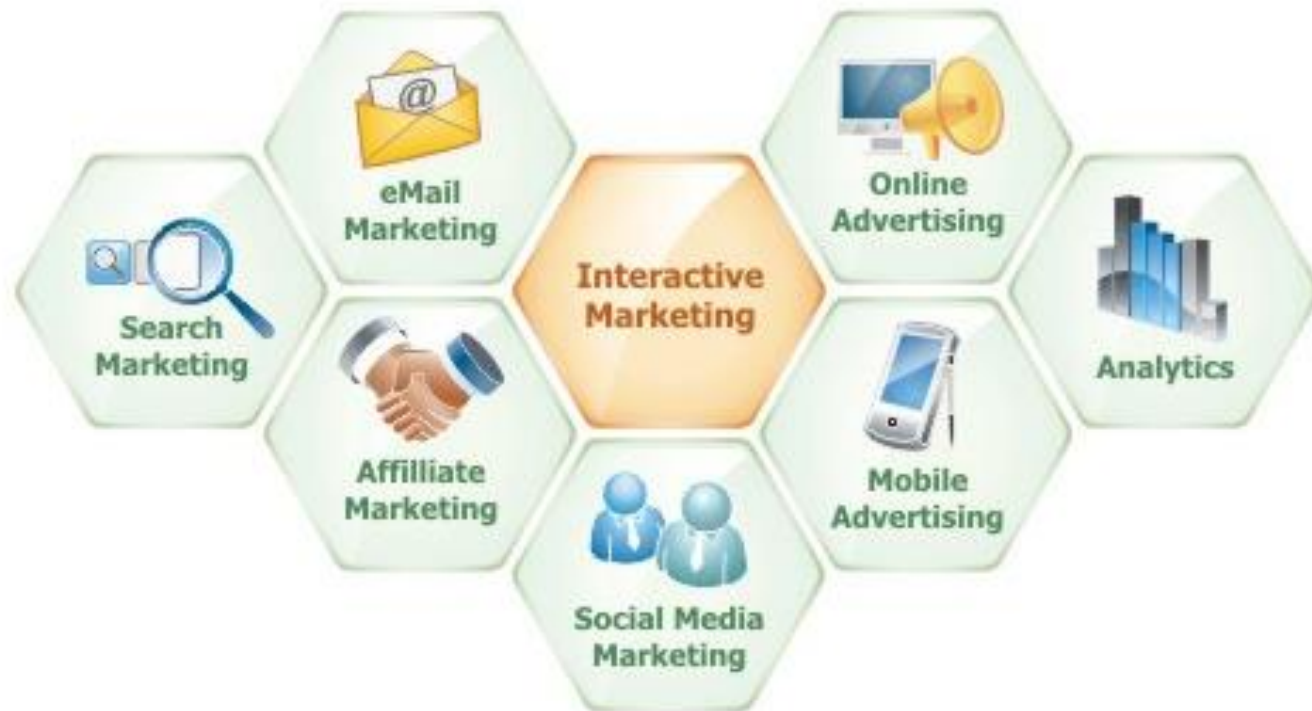 eMail
Marketing
Online
Advertising
Search
Marketing
Interactive
Marketing
Analytics
Affilliate
Marketing
Mobile
Advertising
Social Media
Marketing
@